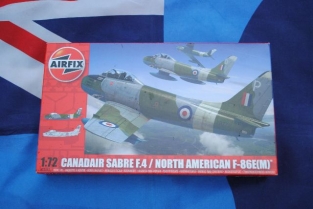 AIRFIX
P
1:72 CANADAIR SABRE F.4 / NORTH AMERICAN F-86E(M)